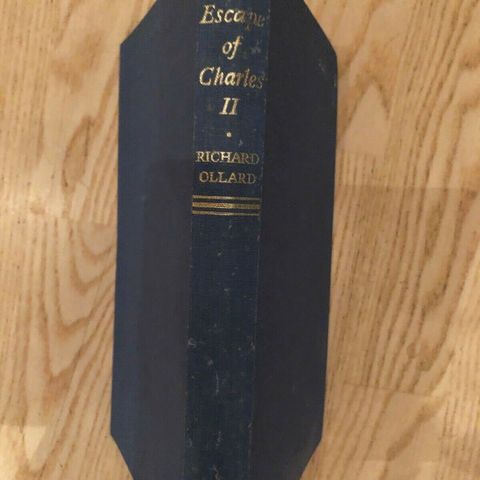 Escape
of
Charles
II
RICHARD
OLLARD